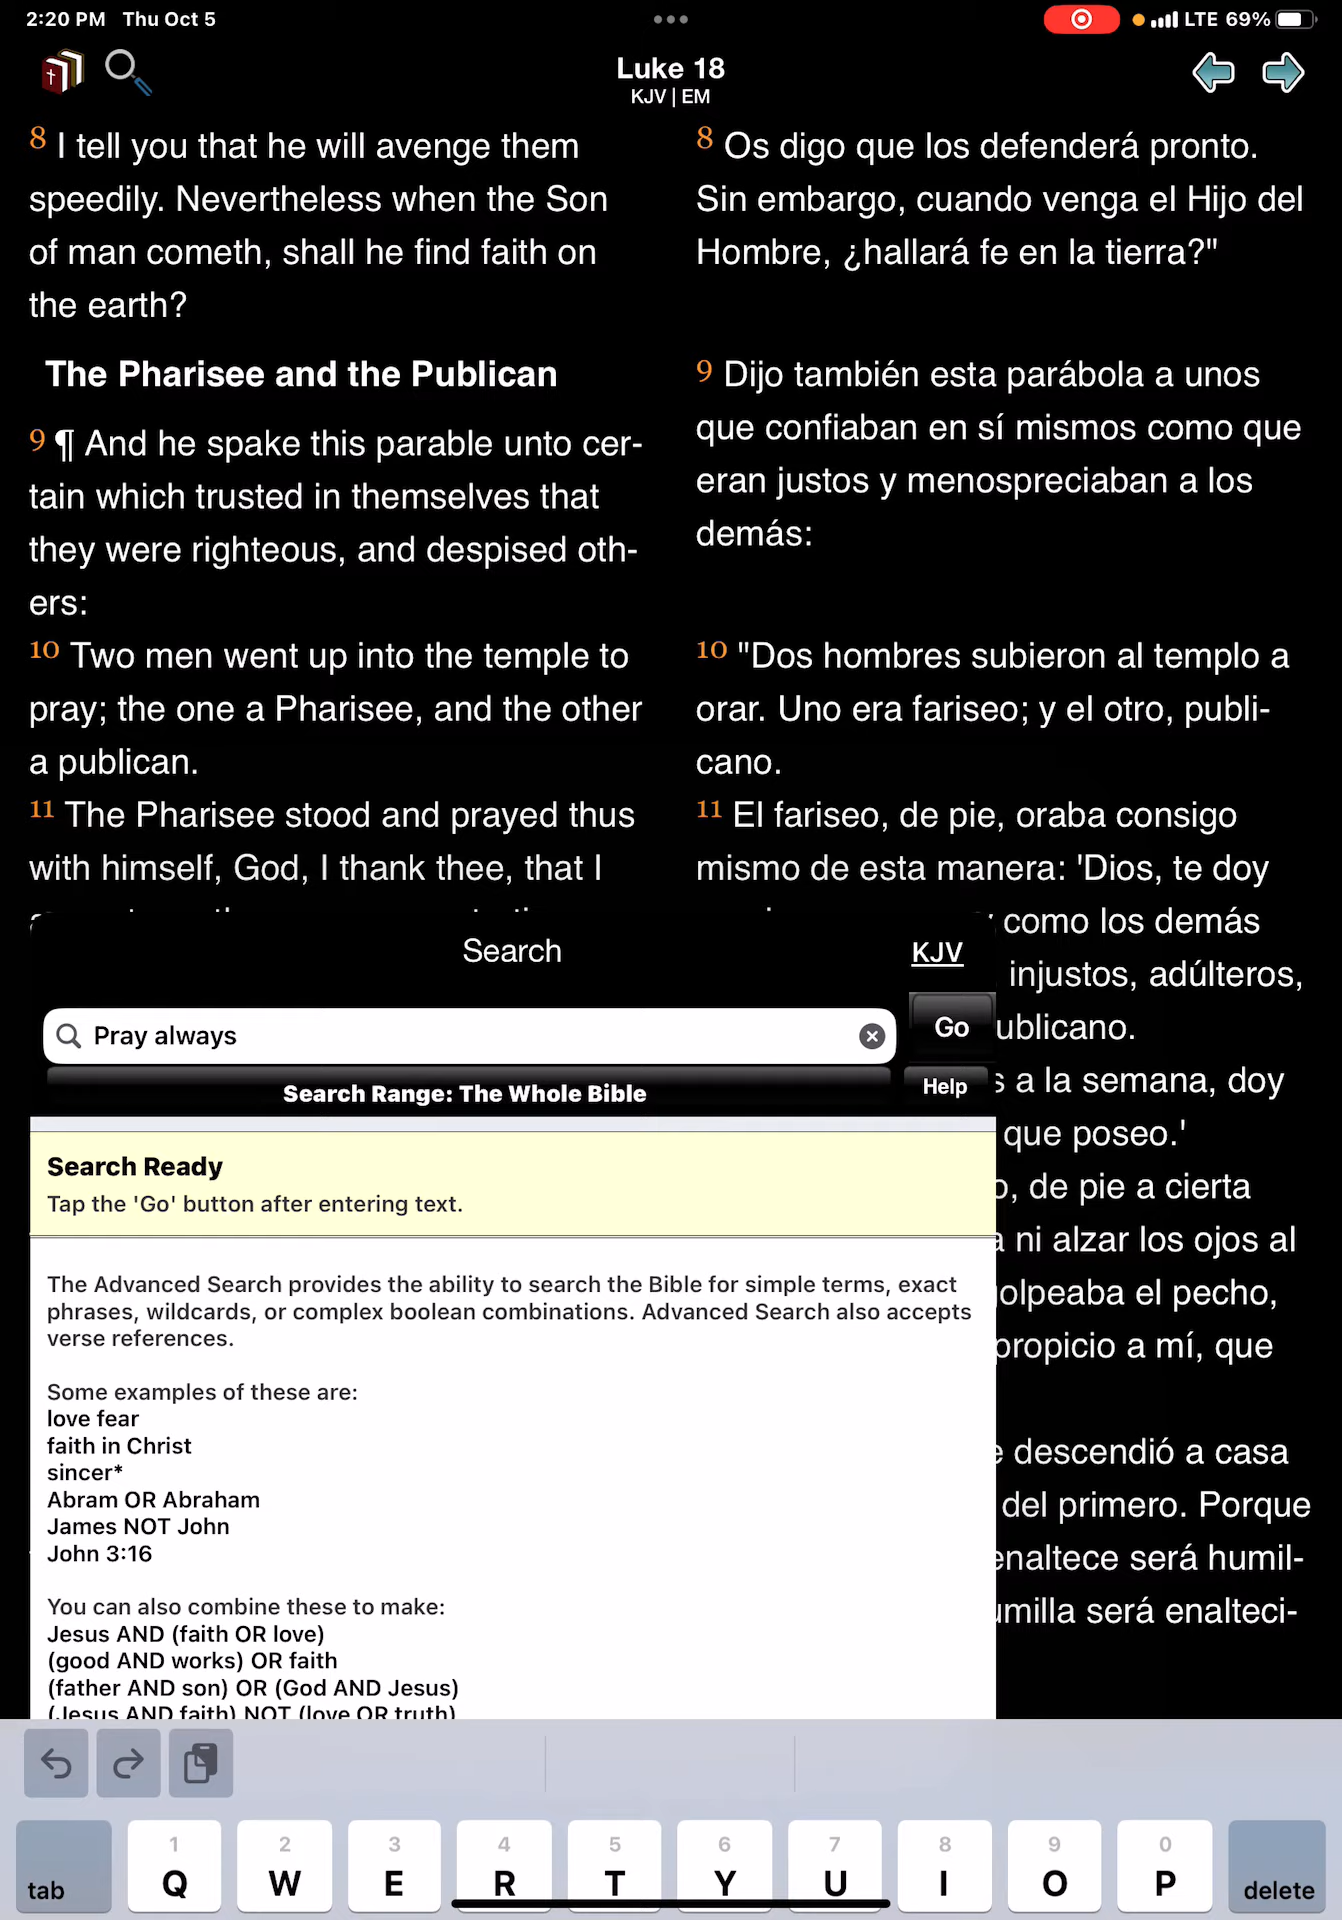 2:20 PM Thu Oct 5
LTE 69%
Luke 18
KJV | EM
8 I tell you that he will avenge them
speedily. Nevertheless when the Son
of man cometh, shall he find faith on
the earth?
The Pharisee and the Publican
9 ¶ And he spake this parable unto cer-
tain which trusted in themselves that
they were righteous, and despised oth-
ers:
10 Two men went up into the temple to
pray; the one a Pharisee, and the other
a publican.
11 The Pharisee stood and prayed thus
with himself, God, I thank thee, that I
8 Os digo que los defenderá pronto.
Sin embargo, cuando venga el Hijo del
Hombre, ¿hallará fe en la tierra?"
9 Dijo también esta parábola a unos
que confiaban en sí mismos como que
eran justos y menospreciaban a los
demás:
10 "Dos hombres subieron al templo a
orar. Uno era fariseo; y el otro, publi-
cano.
11 El fariseo, de pie, oraba consigo
mismo de esta manera: 'Dios, te doy
como los demás
injustos, adúlteros,
ublicano.
s a la semana, doy
que poseo.'
o, de pie a cierta
a ni alzar los ojos al
olpeaba el pecho,
propicio a mí, que
e descendió a casa
del primero. Porque
enaltece será humil-
umilla será enalteci-
Search
KJV
Pray always
Go
Search Range: The Whole Bible
Help
Search Ready
Tap the 'Go' button after entering text.
The Advanced Search provides the ability to search the Bible for simple terms, exact
phrases, wildcards, or complex boolean combinations. Advanced Search also accepts
verse references.
Some examples of these are:
love fear
faith in Christ
sincer*
Abram OR Abraham
James NOT John
John 3:16
You can also combine these to make:
Jesus AND (faith OR love)
(good AND works) OR faith
(father AND son) OR (God AND Jesus)
(Jesus AND faith) NOT (love OR truth)
1 2 3 4 5 6 7 8 9 0
tab Q W E R T Y U I O P delete